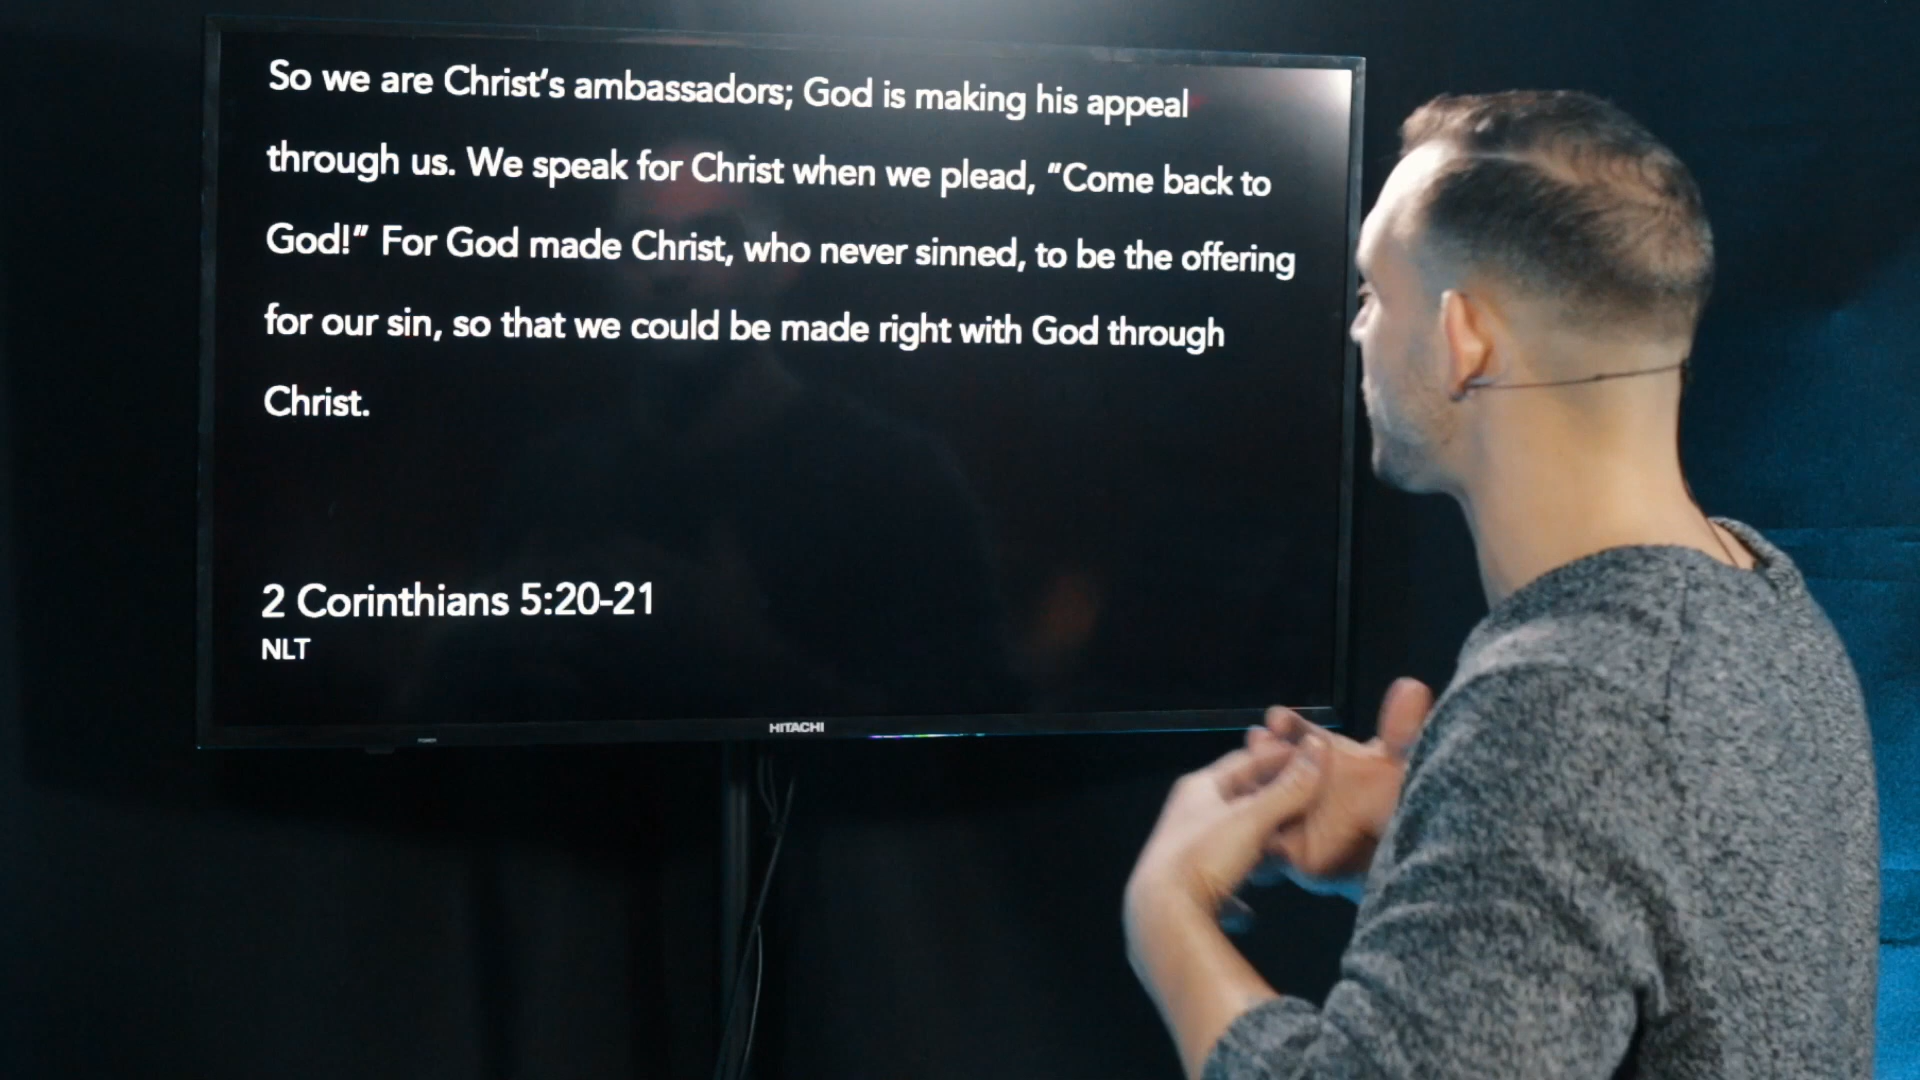 So we are Christ's ambassadors; God is making his appeal
through us. We speak for Christ when we plead, "Come back to
God!" For God made Christ, who never sinned, to be the offering
for our sin, so that we could be made right with God through
Christ.
2 Corinthians 5:20-21
NLT
HITACHI